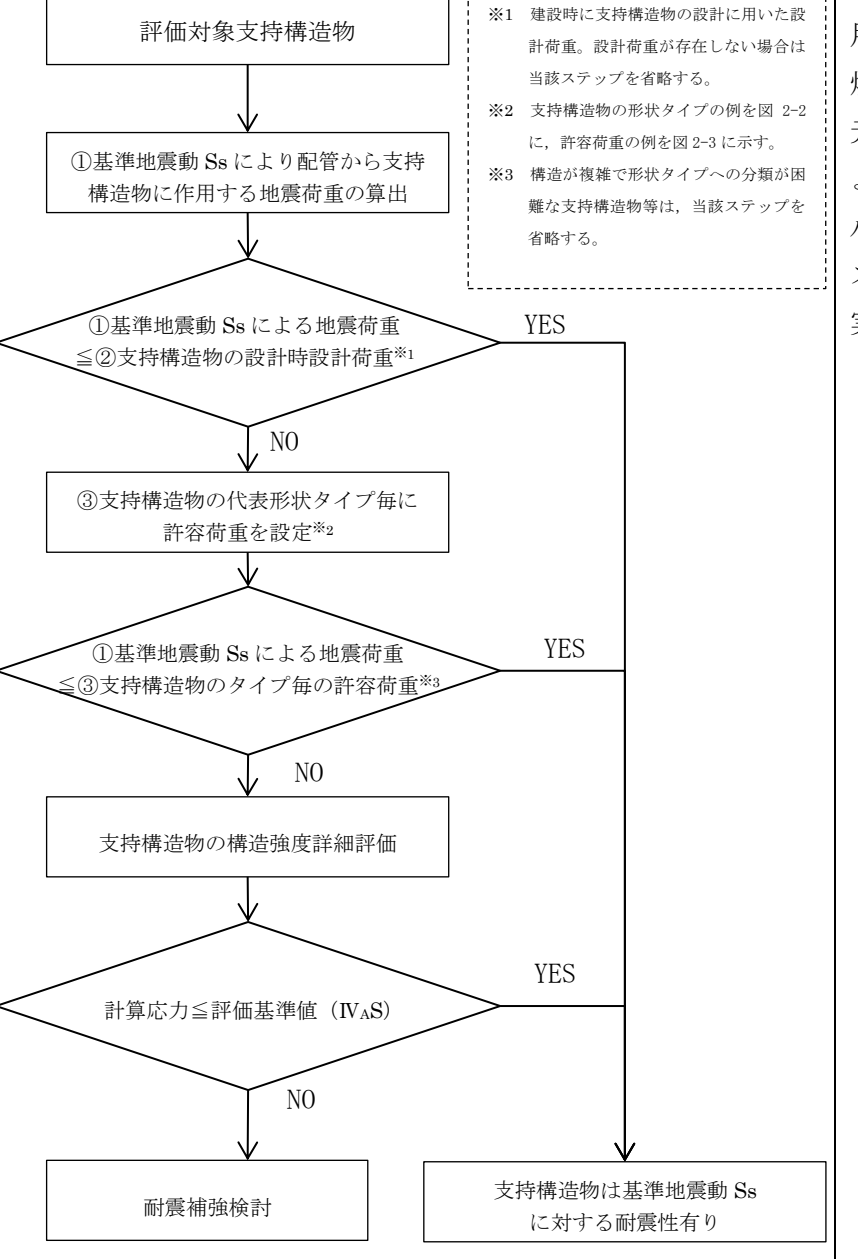 評価対象支持構造物
※1 建設時に支持構造物の設計に用いた設
計荷重。設計荷重が存在しない場合は
当該ステップを省略する。
※2 支持構造物の形状タイプの例を図 2-2
に，許容荷重の例を図 2-3 に示す。
※3 構造が複雑で形状タイプへの分類が困
難な支持構造物等は，当該ステップを
省略する。
①基準地震動 Ss により配管から支持
構造物に作用する地震荷重の算出
①基準地震動 Ss による地震荷重
≦②支持構造物の設計時設計荷重※1
YES
NO
③支持構造物の代表形状タイプ毎に
許容荷重を設定※2
①基準地震動 Ss による地震荷重
≦③支持構造物のタイプ毎の許容荷重※3
YES
NO
支持構造物の構造強度詳細評価
計算応力≦評価基準値（ⅣAS）
YES
NO
耐震補強検討
支持構造物は基準地震動 Ss
に対する耐震性有り